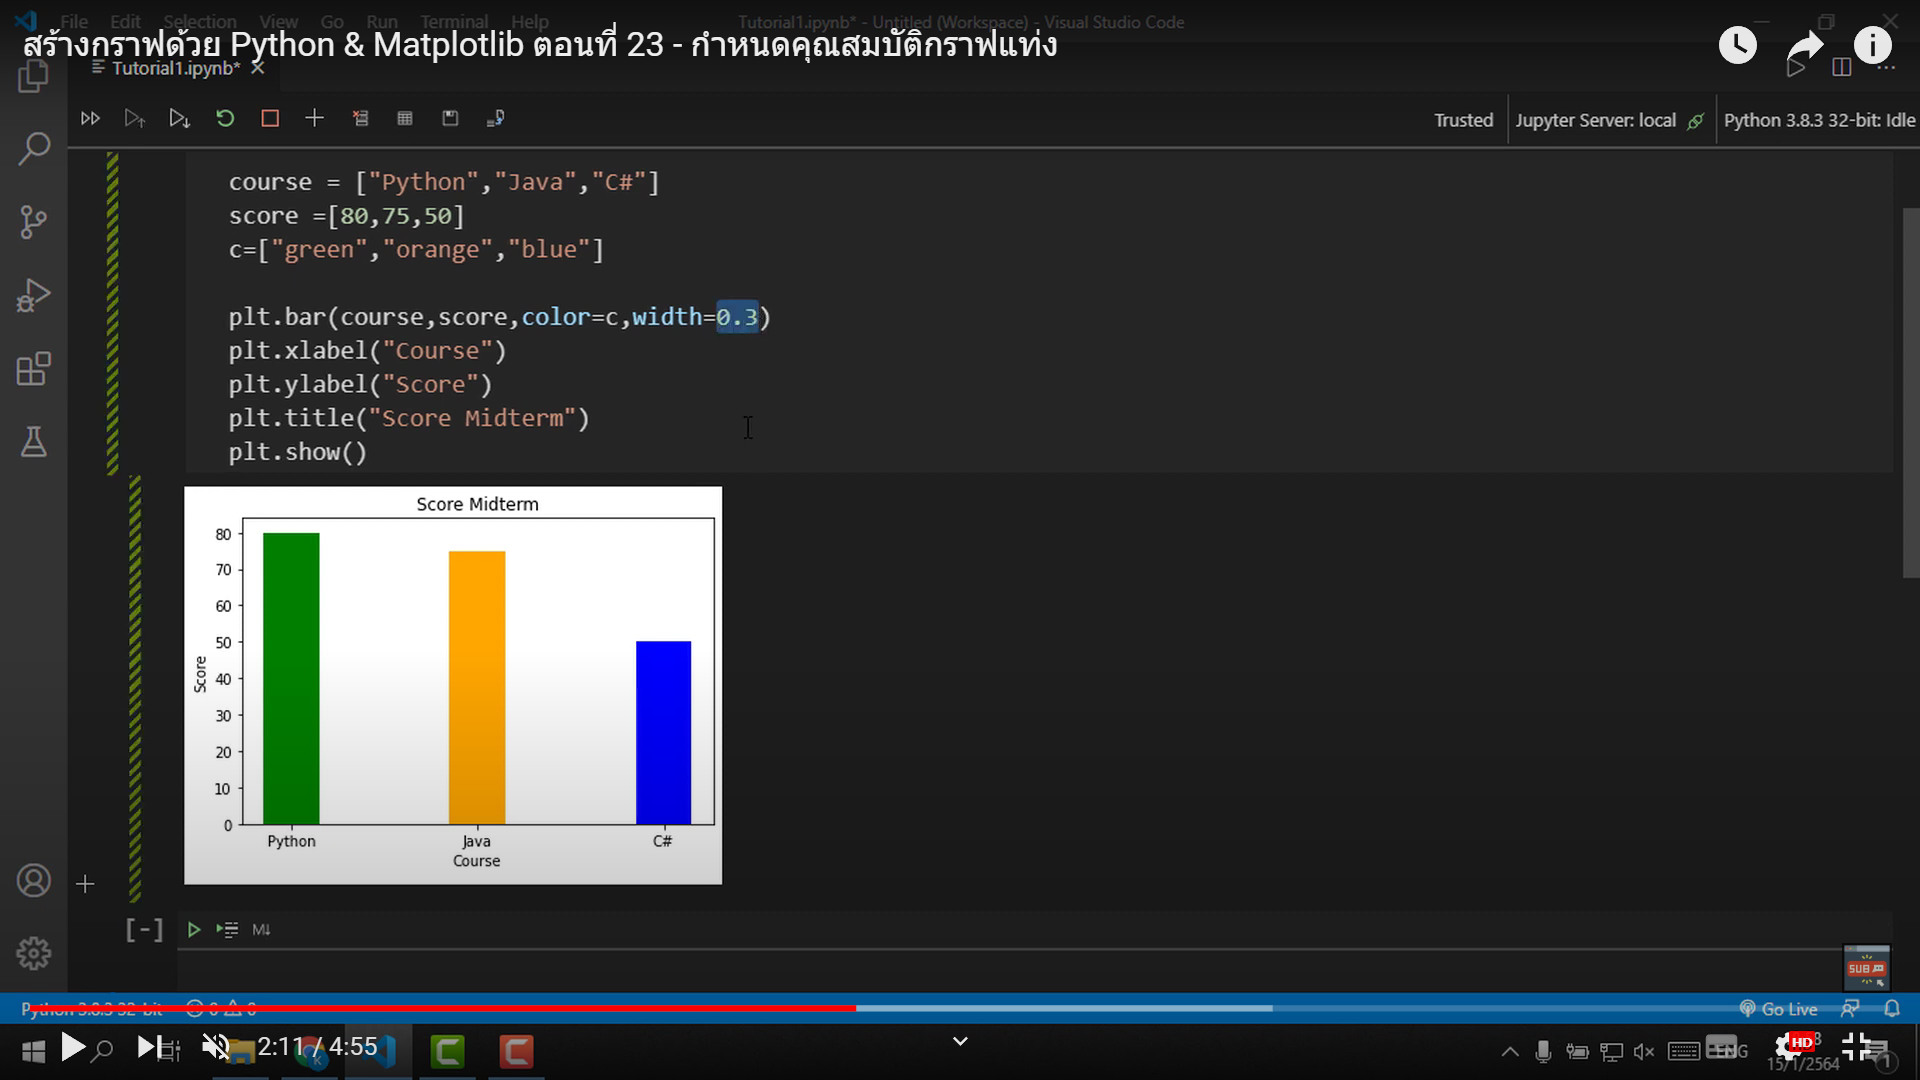 File Edit Selection View Go Run Terminal Help
Tutorial1.ipynb* - Untitled (Workspace) - Visual Studio Code
สร้างกราฟด้วย Python & Matplotlib ตอนที่ 23 - กำหนดคุณสมบัติกราฟแท่ง
Tutorial1.ipynb*
Trusted
Jupyter Server: local
Python 3.8.3 32-bit: Idle
course = ["Python","Java","C#"]
score =[80,75,50]
c=["green","orange","blue"]
plt.bar(course,score,color=c,width=0.3)
plt.xlabel("Course")
plt.ylabel("Score")
plt.title("Score Midterm")
plt.show()
Score Midterm
80
70
60
50
40
30
20
10
0
Score
Python
Java
C#
Course
[-]
M↓
SUB
Python 3.8.3 32-bit
0
0
Go Live
2:11 / 4:55
ENG
HD
15/1/2564
1